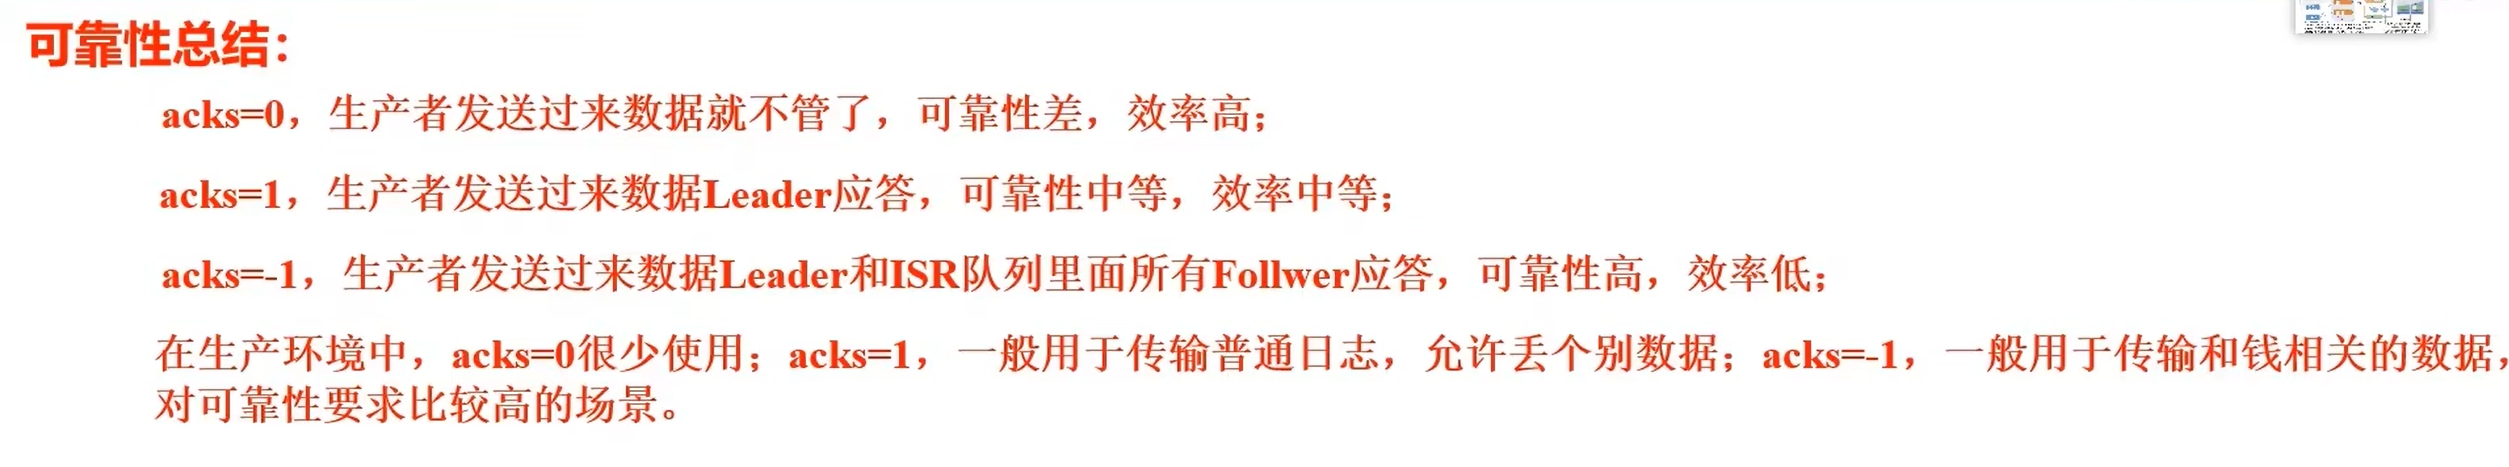 可靠性总结：
acks=0，生产者发送过来数据就不管了，可靠性差，效率高；
acks=1，生产者发送过来数据Leader应答，可靠性中等，效率中等；
acks=-1，生产者发送过来数据Leader和ISR队列里面所有Follwer应答，可靠性高，效率低；
在生产环境中，acks=0很少使用；acks=1，一般用于传输普通日志，允许丢个别数据；acks=-1，一般用于传输和钱相关的数据，
对可靠性要求比较高的场景。